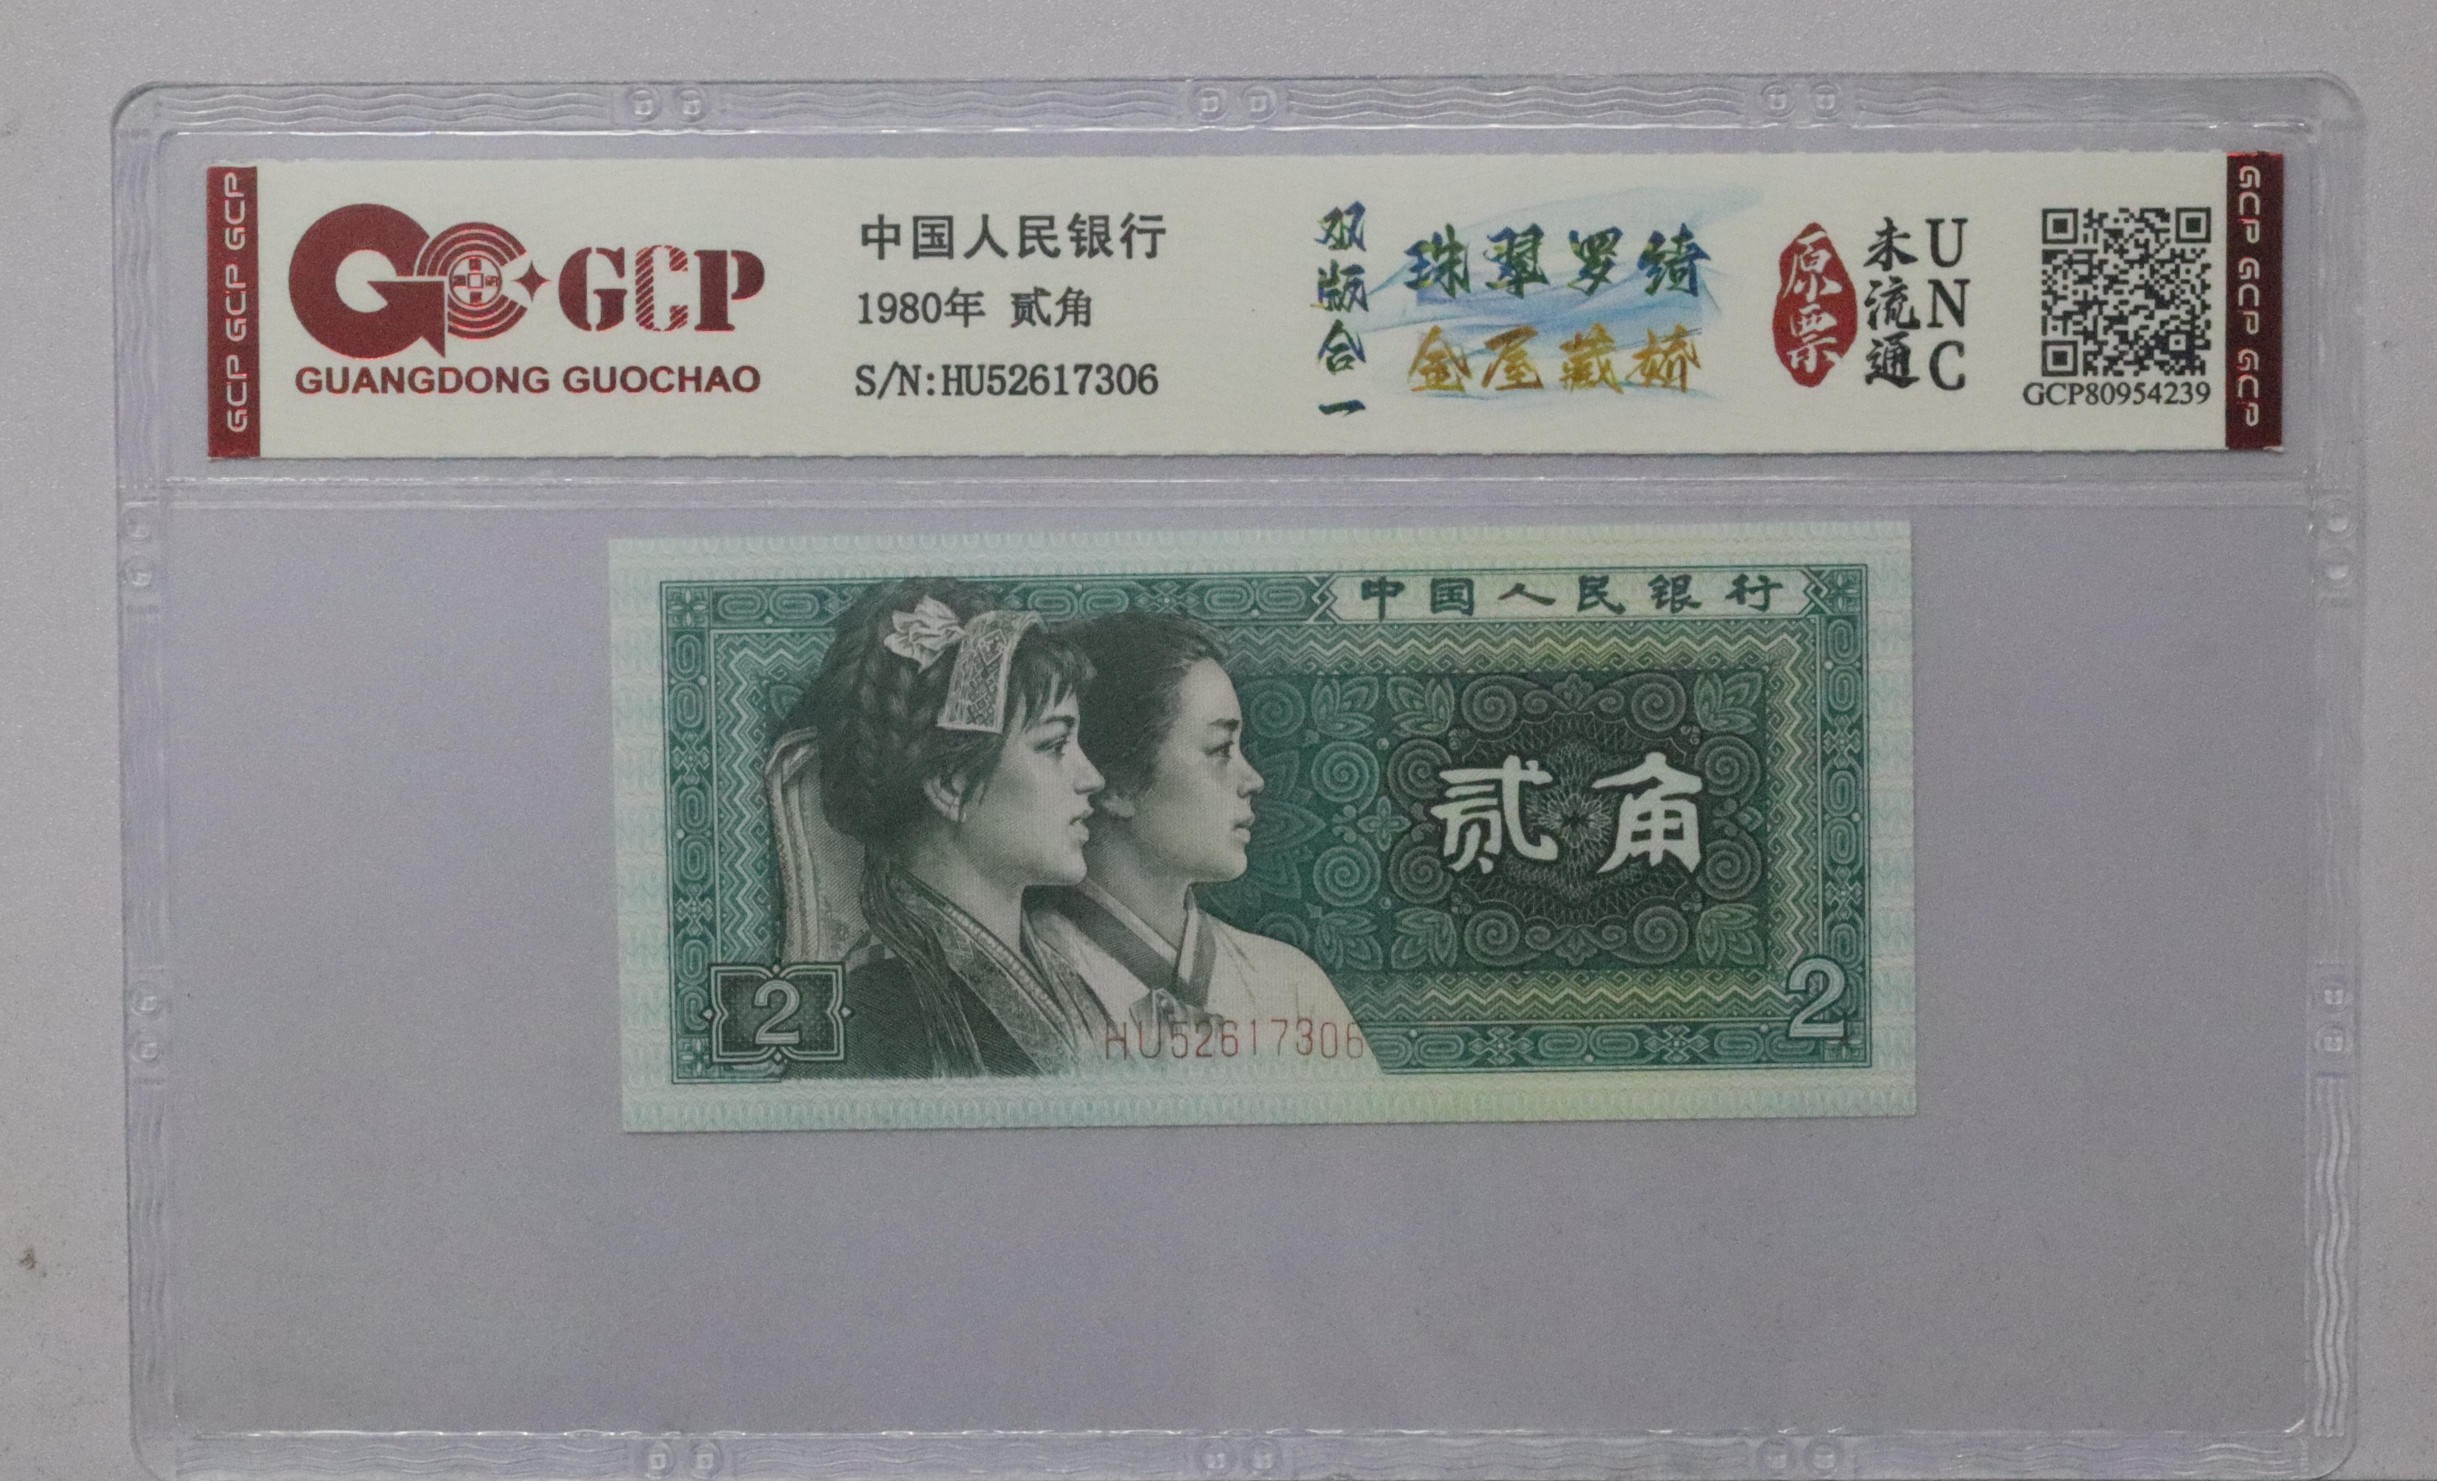 GCP GCP GCP
GCP
GUANGDONG GUOCHAO
中国人民银行
1980年 贰角
S/N:HU52617306
双版合一
珠翠罗绮
金屋藏娇
原票
未流通
UNC
GCP80954239
GCP GCP GCP
中国人民银行
贰角
2
2
HU52617306